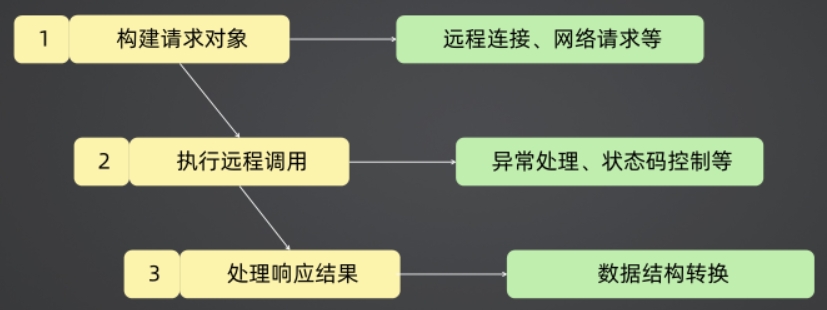 1 构建请求对象 远程连接、网络请求等
2 执行远程调用 异常处理、状态码控制等
3 处理响应结果 数据结构转换